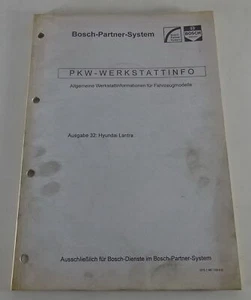 Bosch-Partner-System
BOSCH
PKW-WERKSTATTINFO
Allgemeine Werkstattinformationen für Fahrzeugmodelle
Ausgabe 22: Hyundai Lantra
Ausschließlich für Bosch-Dienste im Bosch-Partner-System